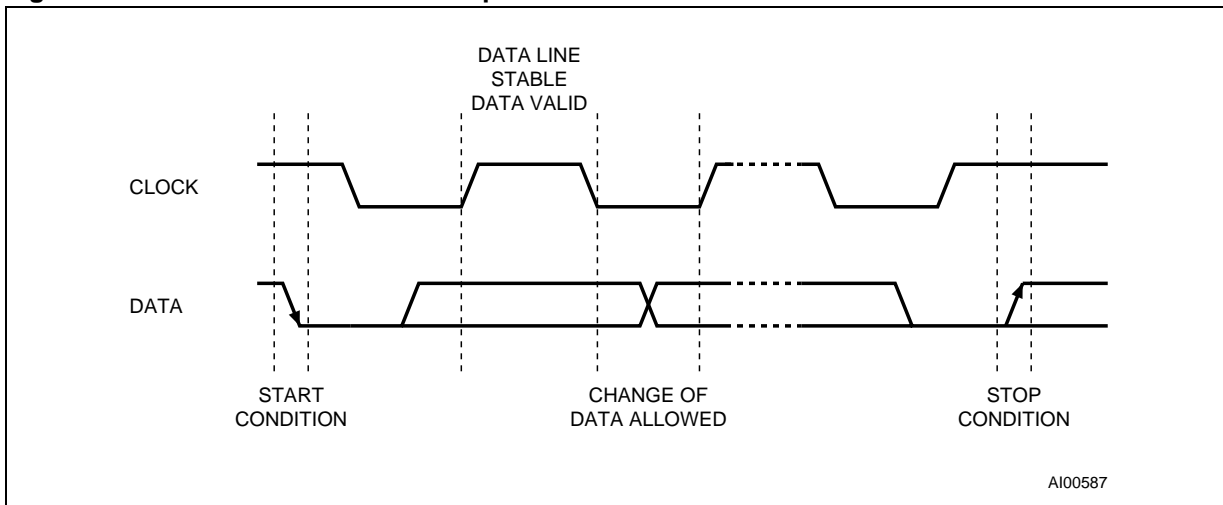 DATA LINE
STABLE
DATA VALID
CLOCK
DATA
START
CONDITION
CHANGE OF
DATA ALLOWED
STOP
CONDITION
AI00587